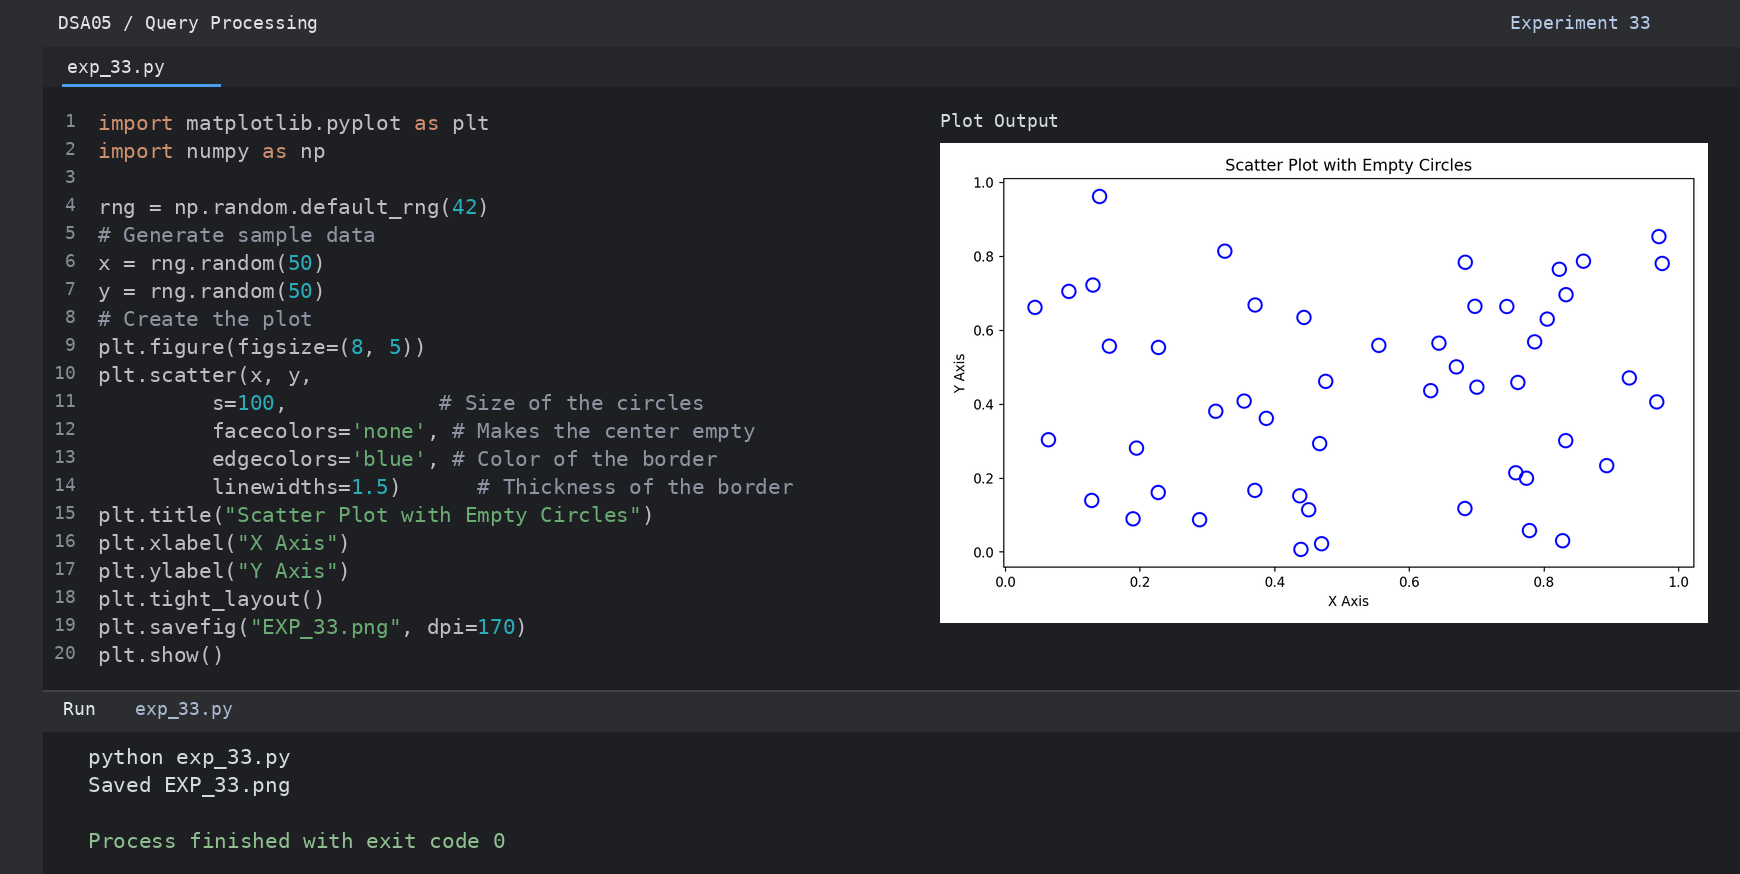 DSA05 / Query Processing
Experiment 33
exp_33.py
1 import matplotlib.pyplot as plt
2 import numpy as np
3
4 rng = np.random.default_rng(42)
5 # Generate sample data
6 x = rng.random(50)
7 y = rng.random(50)
8 # Create the plot
9 plt.figure(figsize=(8, 5))
10 plt.scatter(x, y,
11          s=100,            # Size of the circles
12          facecolors='none', # Makes the center empty
13          edgecolors='blue', # Color of the border
14          linewidths=1.5)      # Thickness of the border
15 plt.title("Scatter Plot with Empty Circles")
16 plt.xlabel("X Axis")
17 plt.ylabel("Y Axis")
18 plt.tight_layout()
19 plt.savefig("EXP_33.png", dpi=170)
20 plt.show()
Plot Output
Scatter Plot with Empty Circles
1.0
0.8
0.6
0.4
0.2
0.0
Y Axis
0.0 0.2 0.4 0.6 0.8 1.0
X Axis
Run exp_33.py
python exp_33.py
Saved EXP_33.png
Process finished with exit code 0